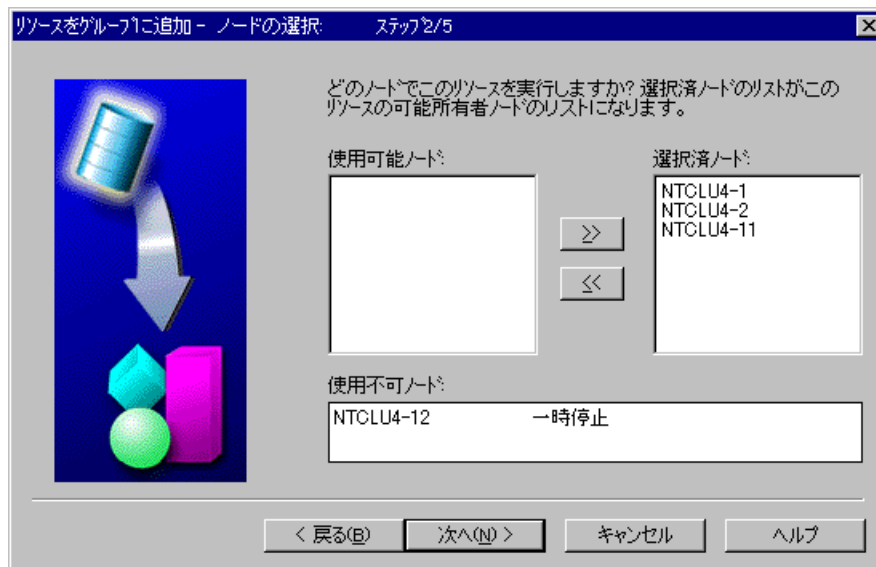 リソースをグループに追加 - ノードの選択: ステップ2/5
どのノードでこのリソースを実行しますか? 選択済ノードのリストがこの
リソースの可能所有者ノードのリストになります。
使用可能ノード:
選択済ノード:
NTCLU4-1
NTCLU4-2
NTCLU4-11
>>
<<
使用不可ノード:
NTCLU4-12 一時停止
< 戻る(B)
次へ(N) >
キャンセル
ヘルプ